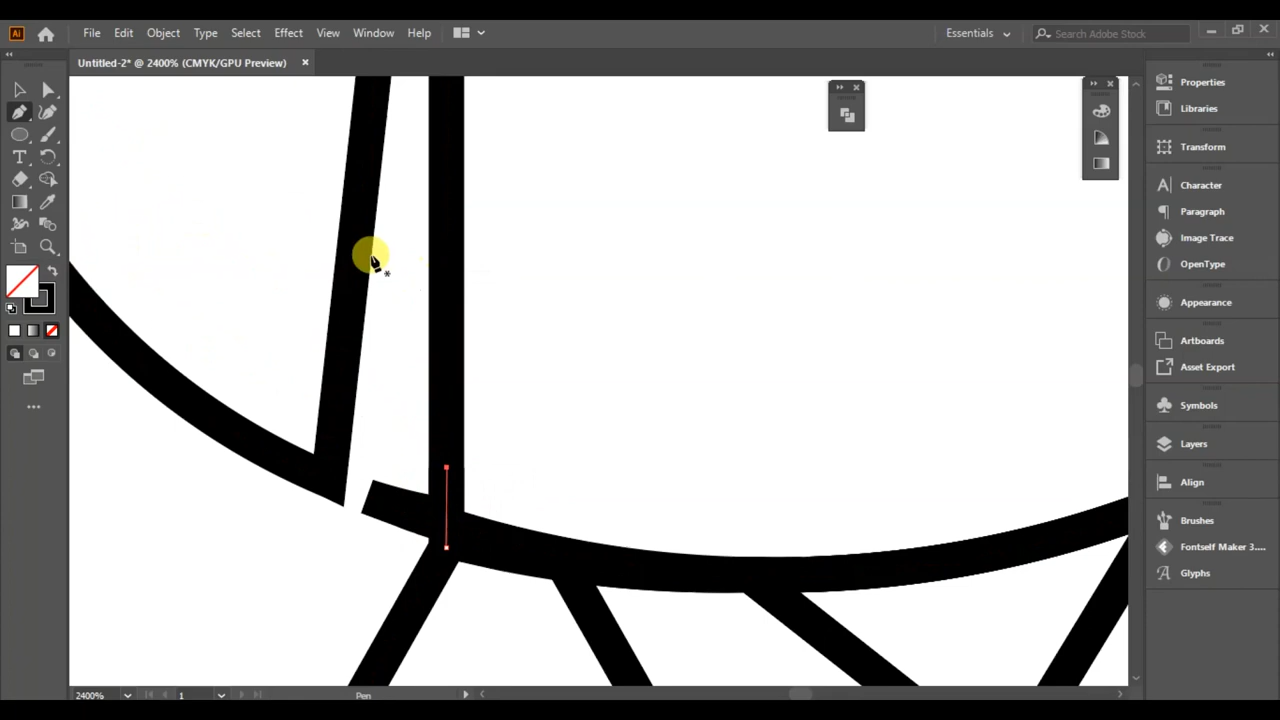 Ai File Edit Object Type Select Effect View Window Help Essentials Search Adobe Stock
Untitled-2* @ 2400% (CMYK/GPU Preview)
Properties
Libraries
Transform
Character
Paragraph
Image Trace
OpenType
Appearance
Artboards
Asset Export
Symbols
Layers
Align
Brushes
Fontself Maker 3....
Glyphs
2400% 1 Pen